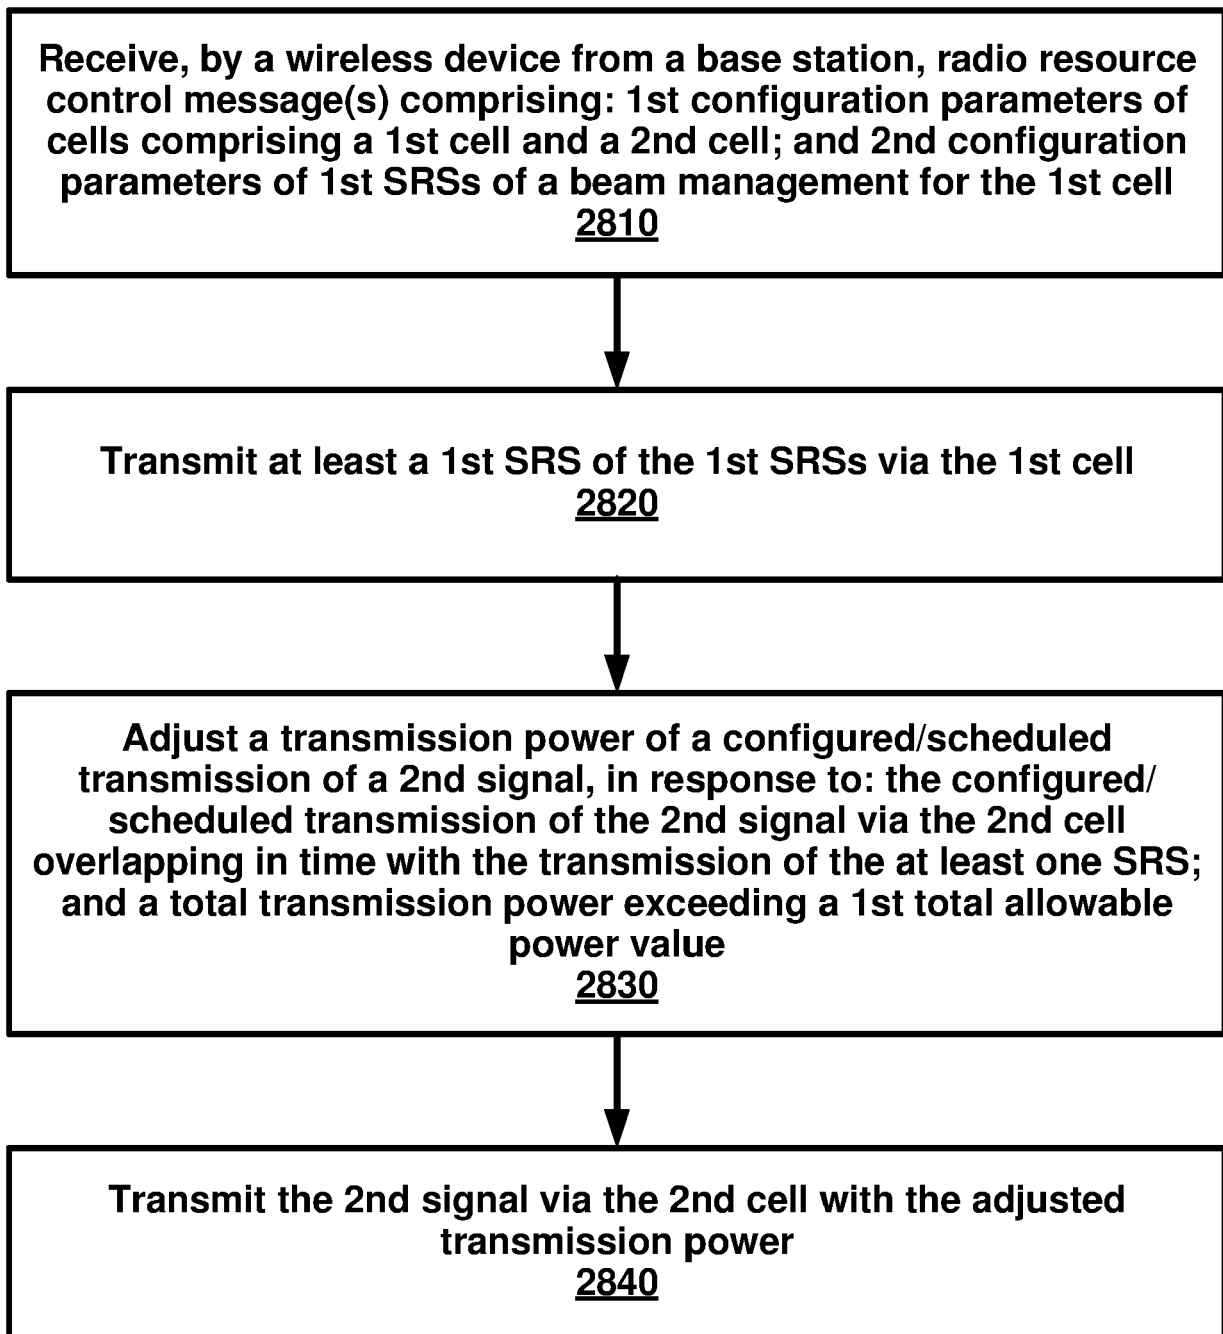 Receive, by a wireless device from a base station, radio resource
control message(s) comprising: 1st configuration parameters of
cells comprising a 1st cell and a 2nd cell; and 2nd configuration
parameters of 1st SRSs of a beam management for the 1st cell
2810
Transmit at least a 1st SRS of the 1st SRSs via the 1st cell
2820
Adjust a transmission power of a configured/scheduled
transmission of a 2nd signal, in response to: the configured/
scheduled transmission of the 2nd signal via the 2nd cell
overlapping in time with the transmission of the at least one SRS;
and a total transmission power exceeding a 1st total allowable
power value
2830
Transmit the 2nd signal via the 2nd cell with the adjusted
transmission power
2840